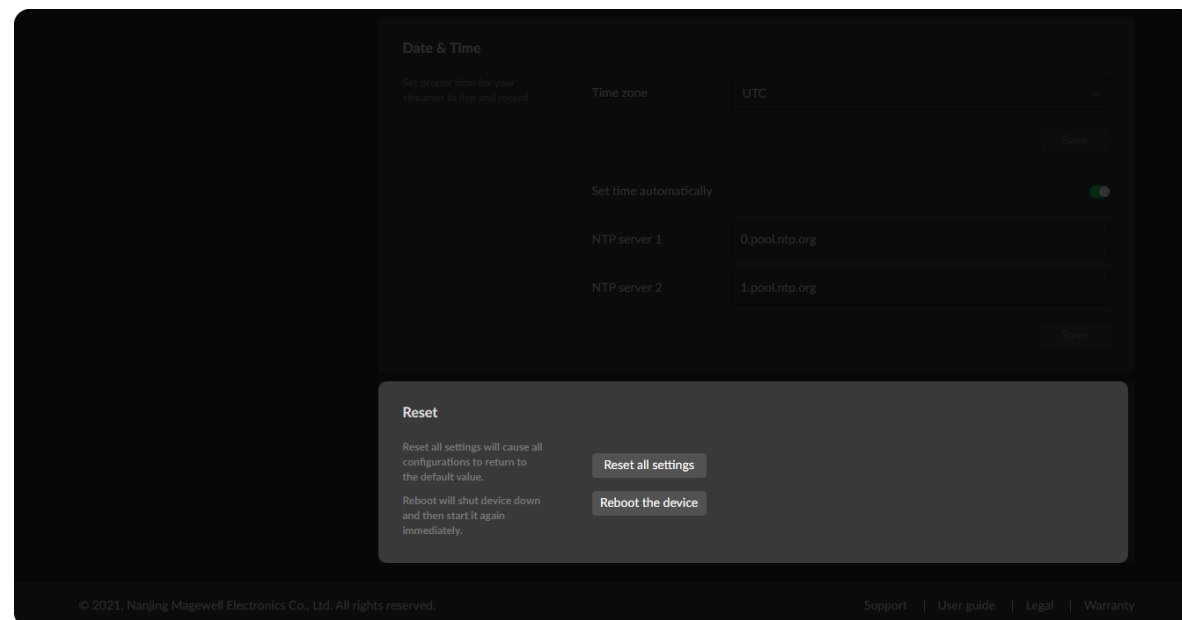 Date & Time
Set proper time for your
streamer to live and record.
Time zone
UTC
Save
Set time automatically
NTP server 1
0.pool.ntp.org
NTP server 2
1.pool.ntp.org
Save
Reset
Reset all settings will cause all
configurations to return to
the default value.
Reset all settings
Reboot will shut device down
and then start it again
immediately.
Reboot the device
© 2021, Nanjing Magewell Electronics Co., Ltd. All rights reserved.
Support | User guide | Legal | Warranty